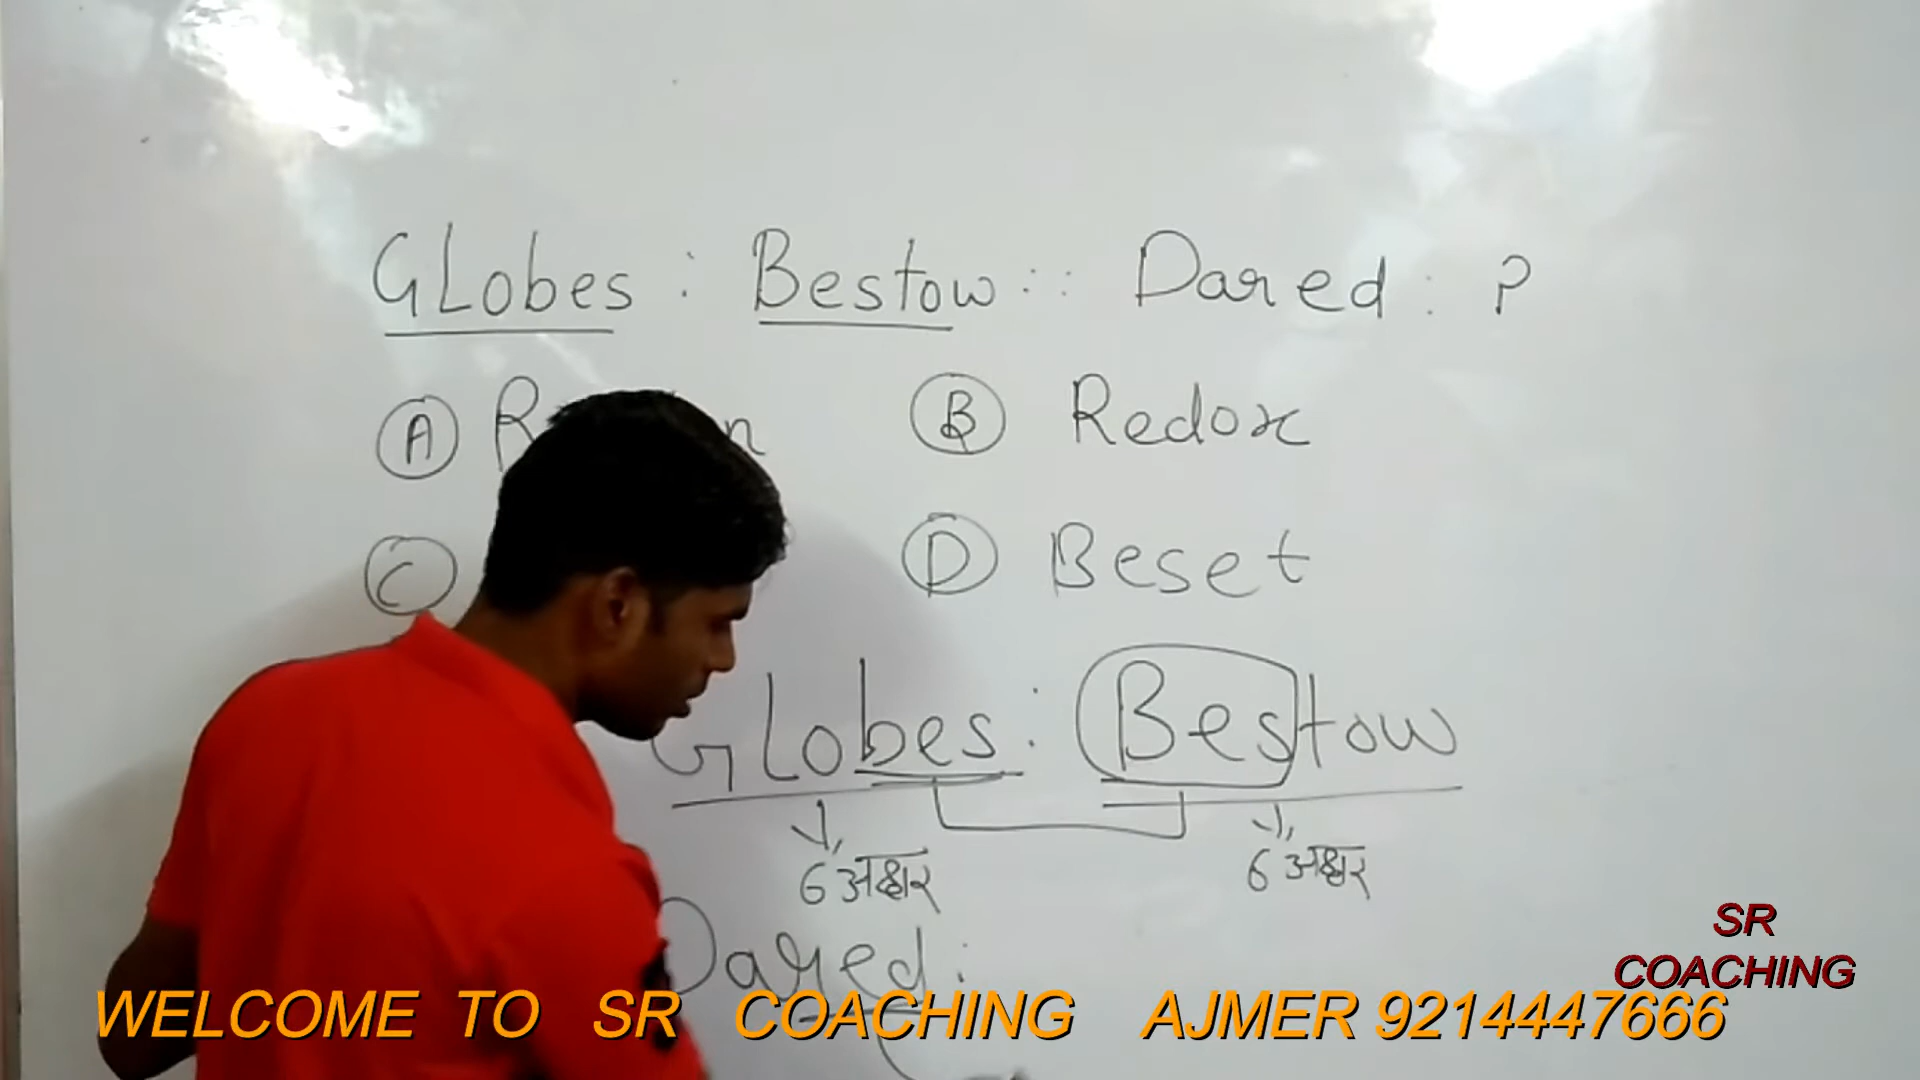 GLobes : Bestow :: Dared : ?
A
B Redox
C
D Beset
GLobes : Bestow
6 अक्षर 6 अक्षर
Dared :
SR
COACHING
WELCOME TO SR COACHING AJMER 9214447666